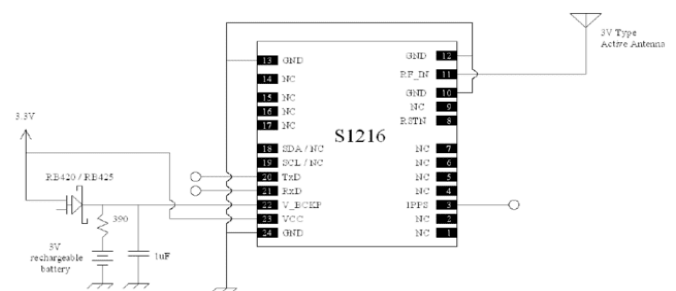 3V Type
Active Antenna
13 GND
GND 12
14 NC
RF_IN 11
15 NC
GND 10
16 NC
NC 9
17 NC
RSTN 8
S1216
3.3V
18 SDA / NC
NC 7
19 SCL / NC
NC 6
RB420 / RB425
20 TxD
NC 5
21 RxD
NC 4
22 V_BCKP
1PPS 3
390
23 VCC
NC 2
24 GND
NC 1
3V
rechargeable
battery
1uF